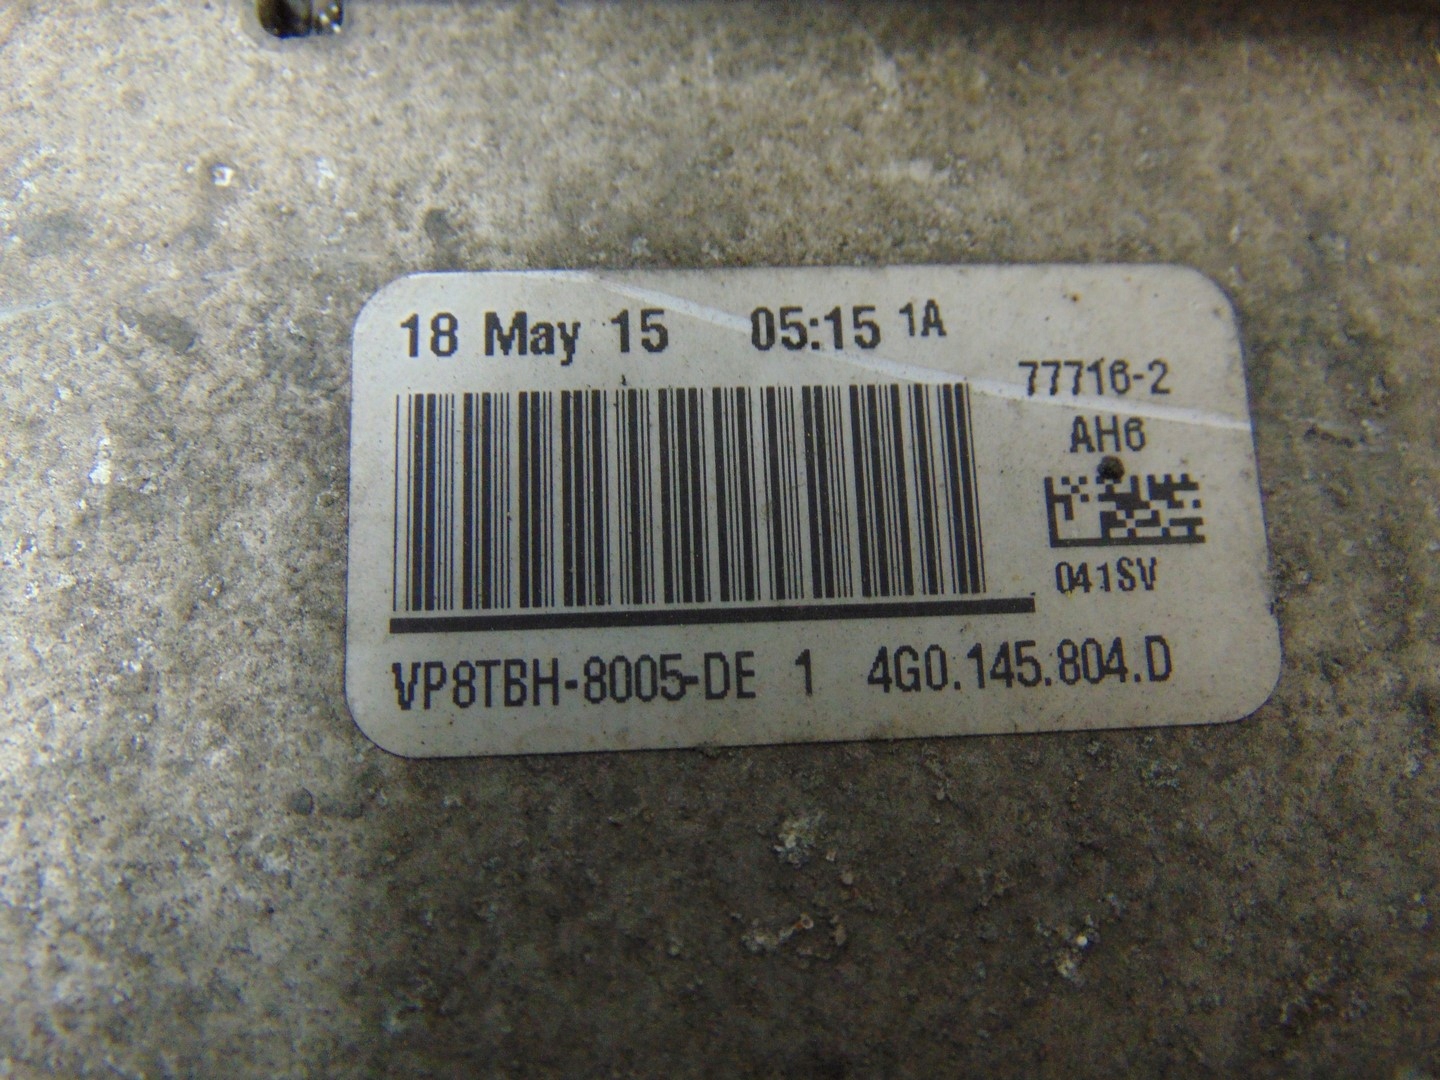 18 May 15 05:15 1A
77716-2
AH6
041SV
VP8TBH-8005-DE 1 4G0.145.804.D